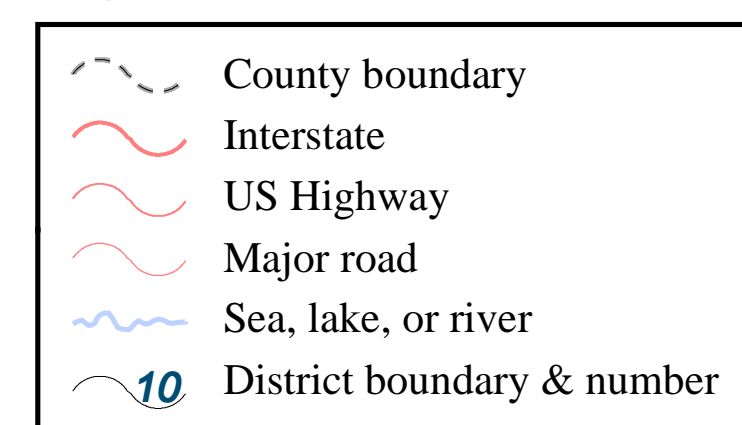 County boundary
Interstate
US Highway
Major road
Sea, lake, or river
10 District boundary & number